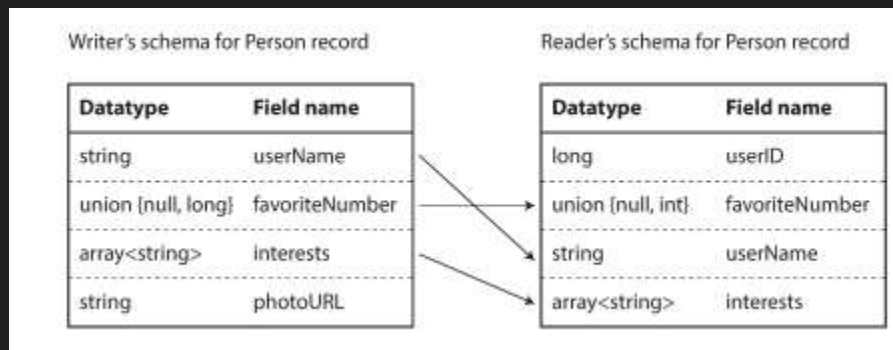 Writer's schema for Person record
Datatype Field name
string userName
union {null, long} favoriteNumber
array<string> interests
string photoURL
Reader's schema for Person record
Datatype Field name
long userID
union {null, int} favoriteNumber
string userName
array<string> interests